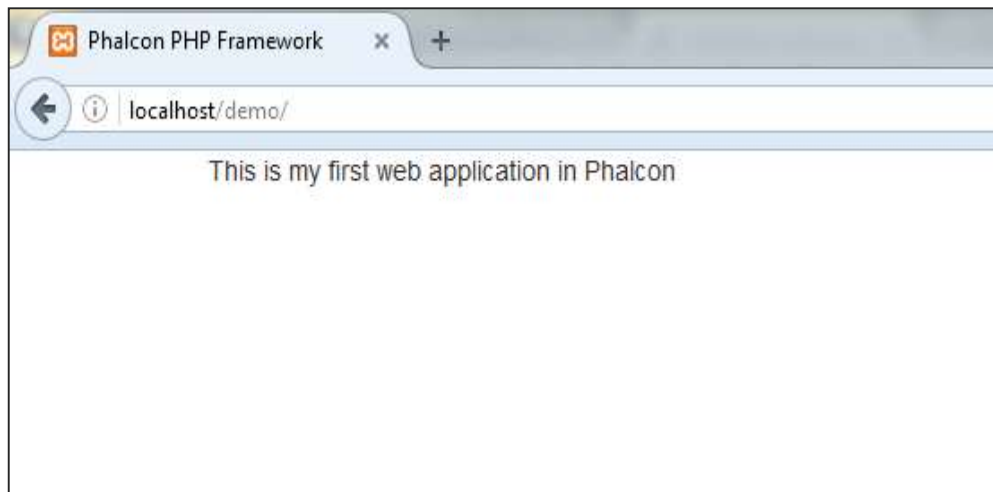 Phalcon PHP Framework
localhost/demo/
This is my first web application in Phalcon